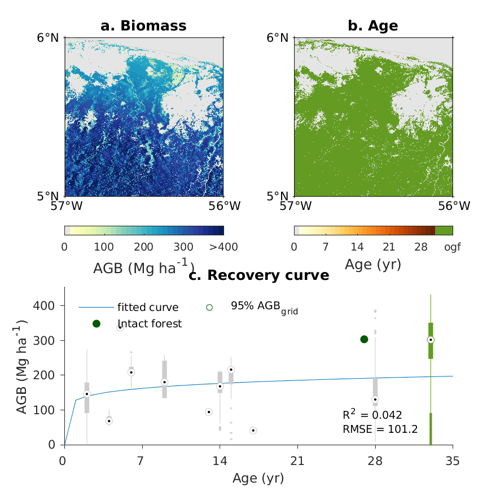 a. Biomass
b. Age
6°N
5°N
57°W
56°W
6°N
5°N
57°W
56°W
0 100 200 300 >400
AGB (Mg ha⁻¹)
0 7 14 21 28 ogf
Age (yr)
c. Recovery curve
fitted curve
95% AGB_grid
Intact forest
R² = 0.042
RMSE = 101.2
400
300
200
100
0
AGB (Mg ha⁻¹)
0 7 14 21 28 35
Age (yr)